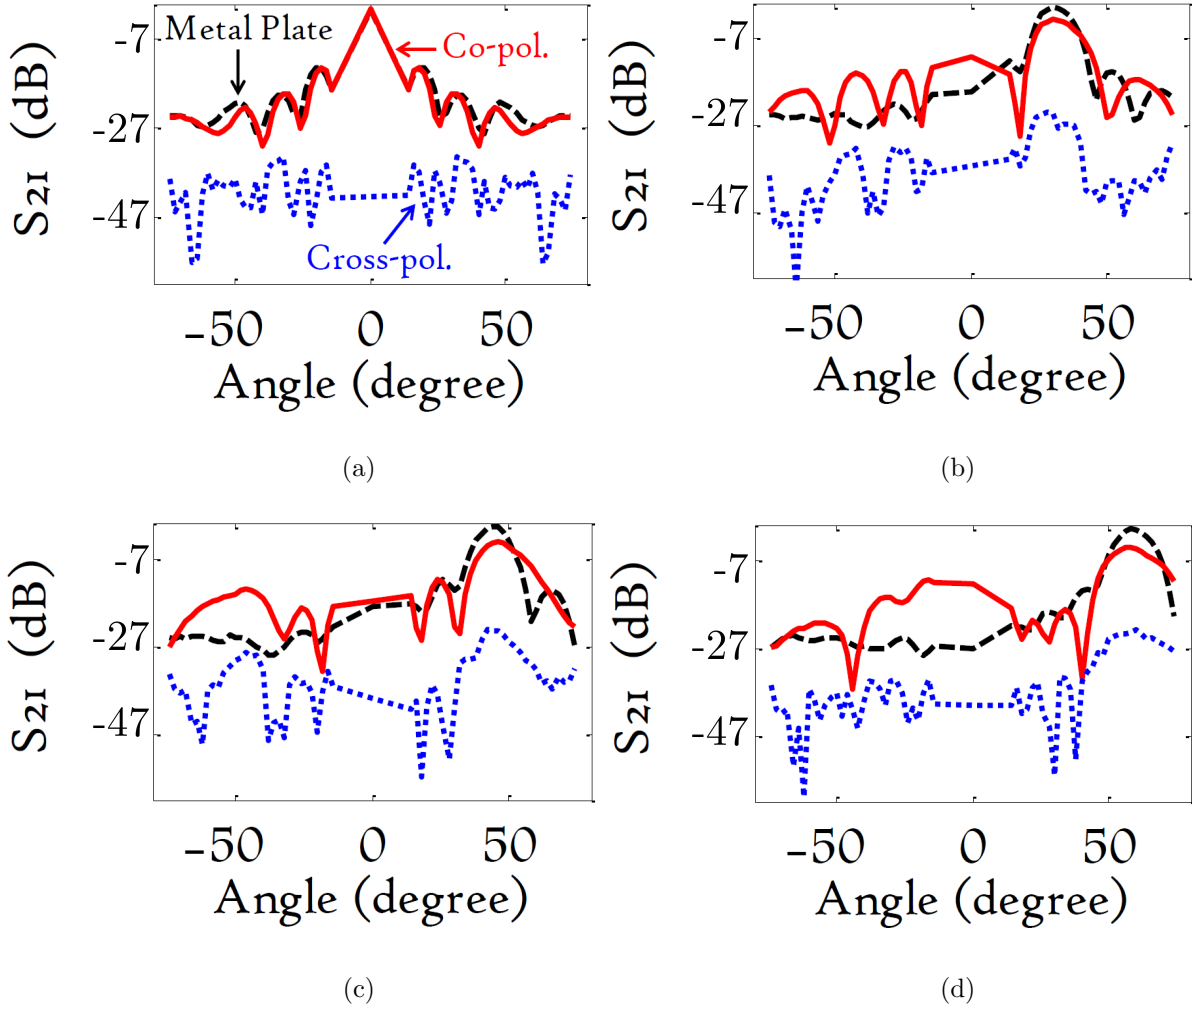 Metal Plate
Co-pol.
Cross-pol.
-7
-27
-47
S21 (dB)
-50 0 50
Angle (degree)
(a)
-7
-27
-47
S21 (dB)
-50 0 50
Angle (degree)
(b)
-7
-27
-47
S21 (dB)
-50 0 50
Angle (degree)
(c)
-7
-27
-47
S21 (dB)
-50 0 50
Angle (degree)
(d)